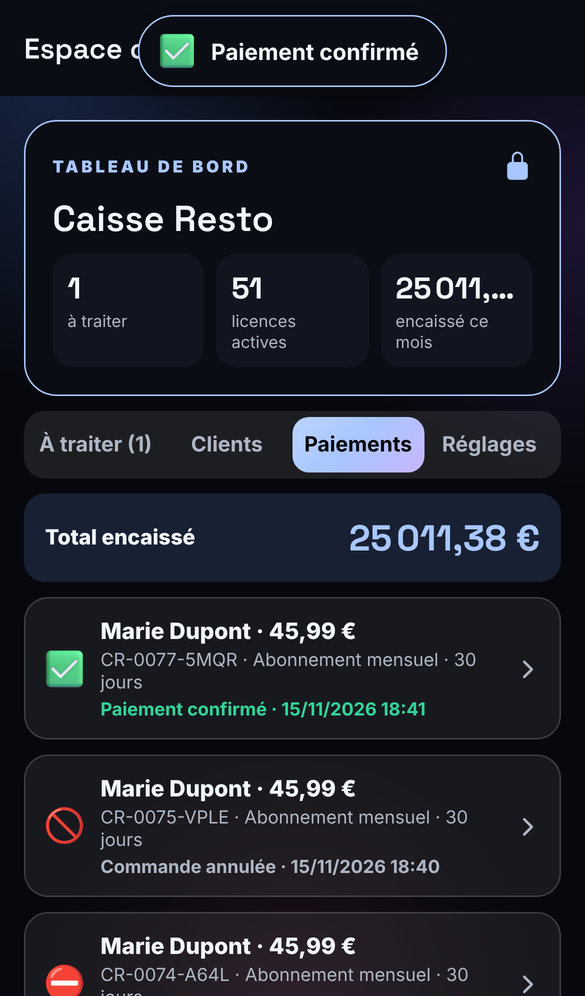 Espace
Paiement confirmé
TABLEAU DE BORD
Caisse Resto
1
à traiter
51
licences
actives
25 011,...
encaissé ce
mois
À traiter (1)
Clients
Paiements
Réglages
Total encaissé
25 011,38 €
Marie Dupont · 45,99 €
CR-0077-5MQR · Abonnement mensuel · 30
jours
Paiement confirmé · 15/11/2026 18:41
Marie Dupont · 45,99 €
CR-0075-VPLE · Abonnement mensuel · 30
jours
Commande annulée · 15/11/2026 18:40
Marie Dupont · 45,99 €
CR-0074-A64L · Abonnement mensuel · 30
jours